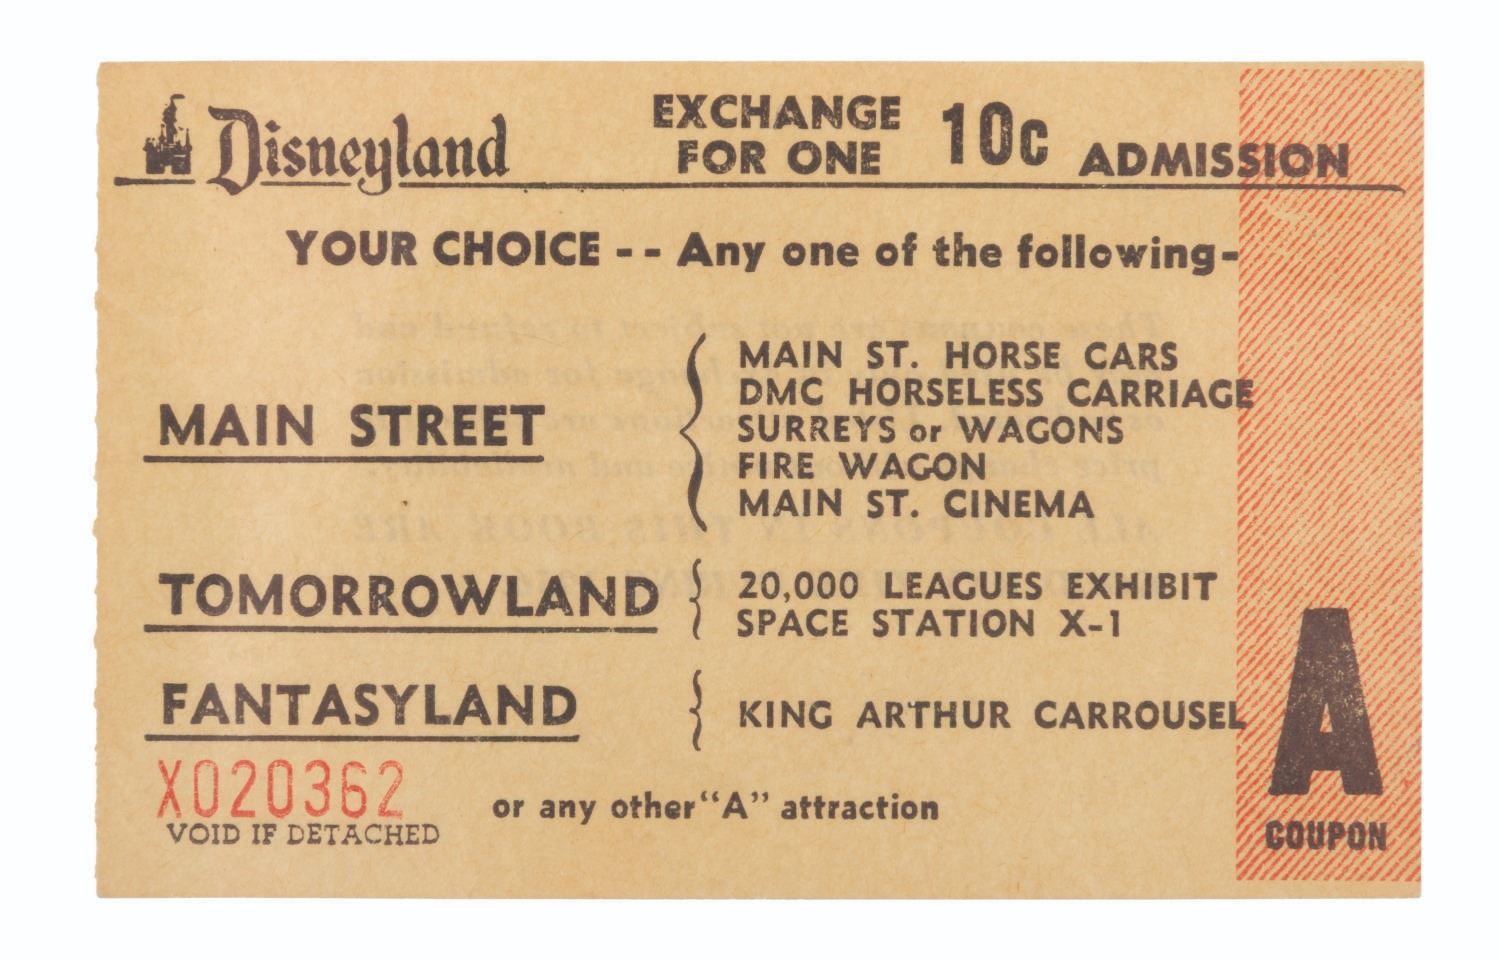 Disneyland EXCHANGE FOR ONE 10c ADMISSION
YOUR CHOICE -- Any one of the following-
MAIN STREET
MAIN ST. HORSE CARS
DMC HORSELESS CARRIAGE
SURREYS or WAGONS
FIRE WAGON
MAIN ST. CINEMA
TOMORROWLAND
20,000 LEAGUES EXHIBIT
SPACE STATION X-1
FANTASYLAND
KING ARTHUR CARROUSEL
X020362
VOID IF DETACHED
or any other "A" attraction
A
COUPON